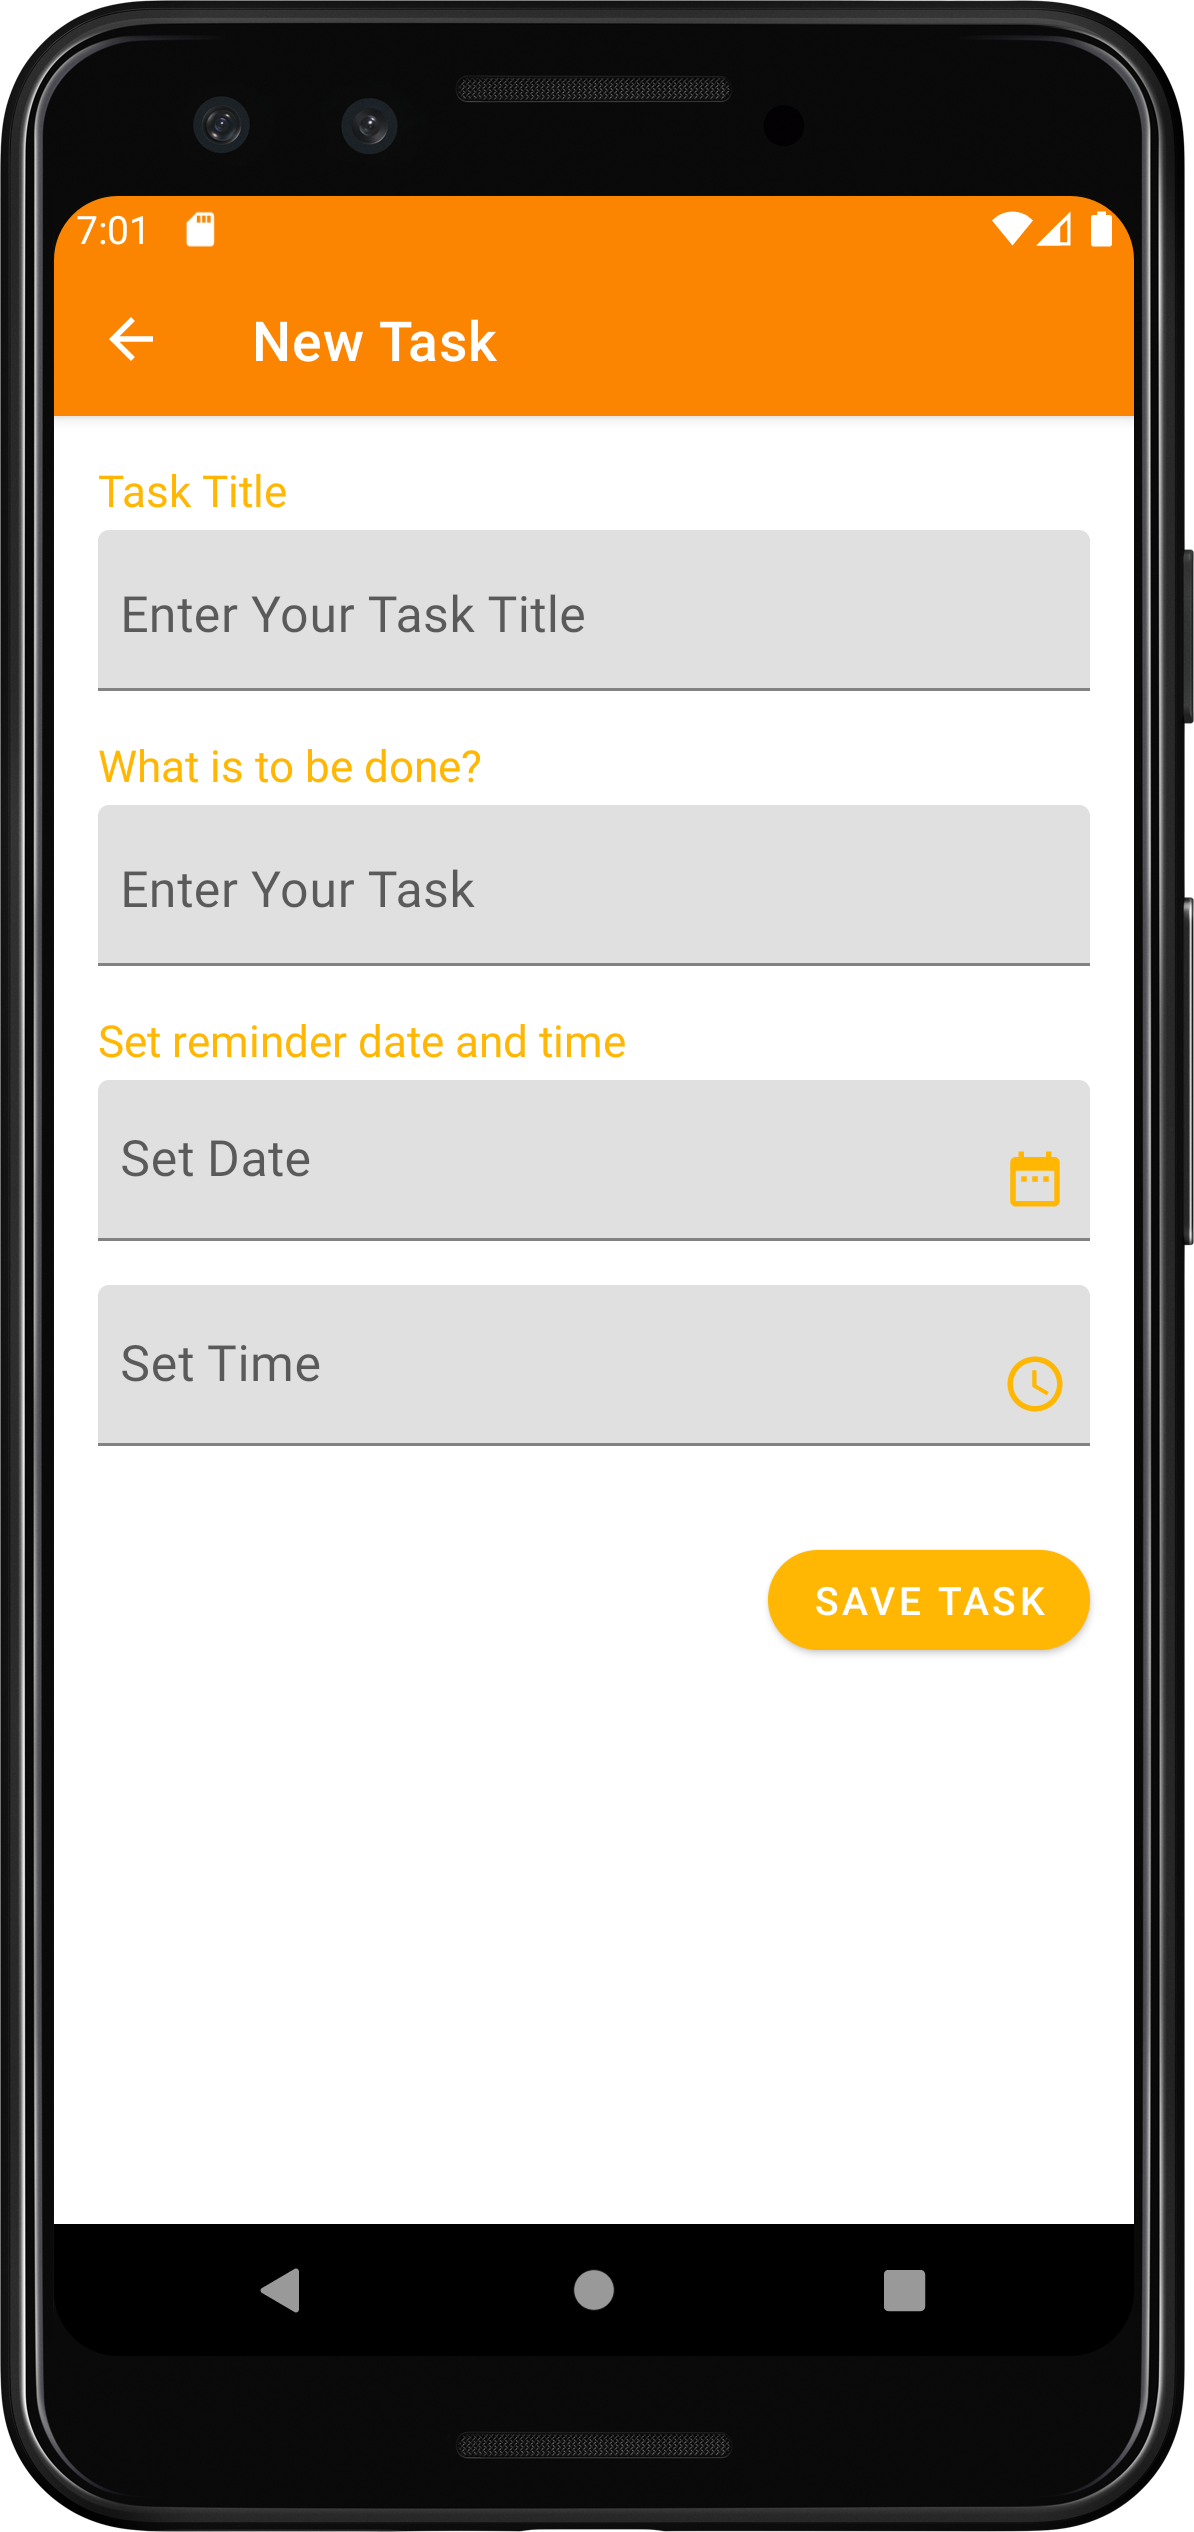 7:01
New Task
Task Title
Enter Your Task Title
What is to be done?
Enter Your Task
Set reminder date and time
Set Date
Set Time
SAVE TASK